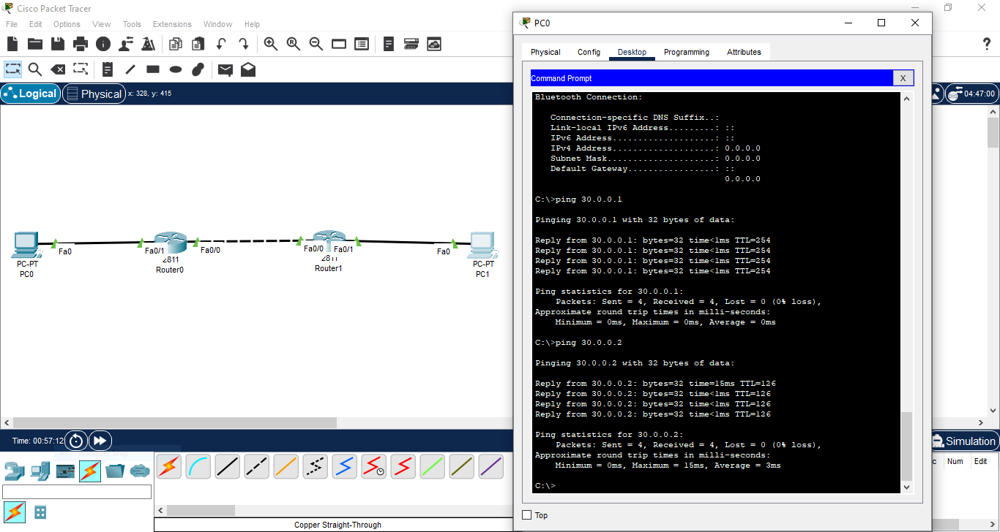 Cisco Packet Tracer
File Edit Options View Tools Extensions Window Help
Logical
Physical
x: 328, y: 415
04:47:00
Fa0
Fa0/1
Fa0/0
Fa0/0
Fa0/1
Fa0
PC-PT
PC0
2811
Router0
2811
Router1
PC-PT
PC1
Time: 00:57:12
Simulation
Num Edit
Copper Straight-Through
PC0
Physical Config Desktop Programming Attributes
Command Prompt
X
Bluetooth Connection:
Connection-specific DNS Suffix..:
Link-local IPv6 Address.........: ::
IPv6 Address....................: ::
IPv4 Address....................: 0.0.0.0
Subnet Mask.....................: 0.0.0.0
Default Gateway.................: ::
0.0.0.0
C:\>ping 30.0.0.1
Pinging 30.0.0.1 with 32 bytes of data:
Reply from 30.0.0.1: bytes=32 time<1ms TTL=254
Reply from 30.0.0.1: bytes=32 time<1ms TTL=254
Reply from 30.0.0.1: bytes=32 time<1ms TTL=254
Reply from 30.0.0.1: bytes=32 time<1ms TTL=254
Ping statistics for 30.0.0.1:
Packets: Sent = 4, Received = 4, Lost = 0 (0% loss),
Approximate round trip times in milli-seconds:
Minimum = 0ms, Maximum = 0ms, Average = 0ms
C:\>ping 30.0.0.2
Pinging 30.0.0.2 with 32 bytes of data:
Reply from 30.0.0.2: bytes=32 time=15ms TTL=126
Reply from 30.0.0.2: bytes=32 time<1ms TTL=126
Reply from 30.0.0.2: bytes=32 time<1ms TTL=126
Reply from 30.0.0.2: bytes=32 time<1ms TTL=126
Ping statistics for 30.0.0.2:
Packets: Sent = 4, Received = 4, Lost = 0 (0% loss),
Approximate round trip times in milli-seconds:
Minimum = 0ms, Maximum = 15ms, Average = 3ms
C:\>
Top